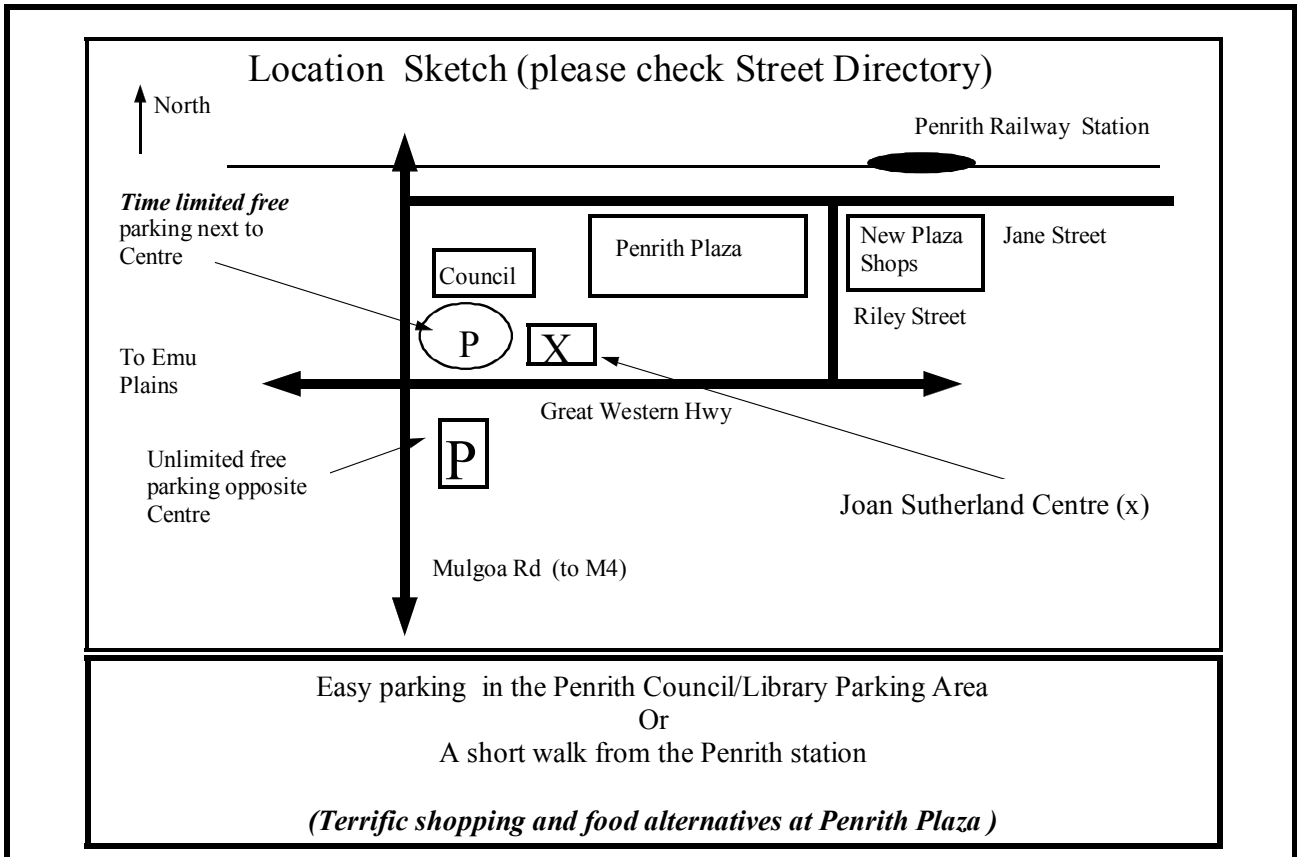 Location Sketch (please check Street Directory)
North
Penrith Railway Station
Time limited free
parking next to
Centre
Council
Penrith Plaza
New Plaza
Shops
Jane Street
Riley Street
P
X
To Emu
Plains
Great Western Hwy
P
Unlimited free
parking opposite
Centre
Joan Sutherland Centre (x)
Mulgoa Rd (to M4)
Easy parking in the Penrith Council/Library Parking Area
Or
A short walk from the Penrith station
(Terrific shopping and food alternatives at Penrith Plaza )